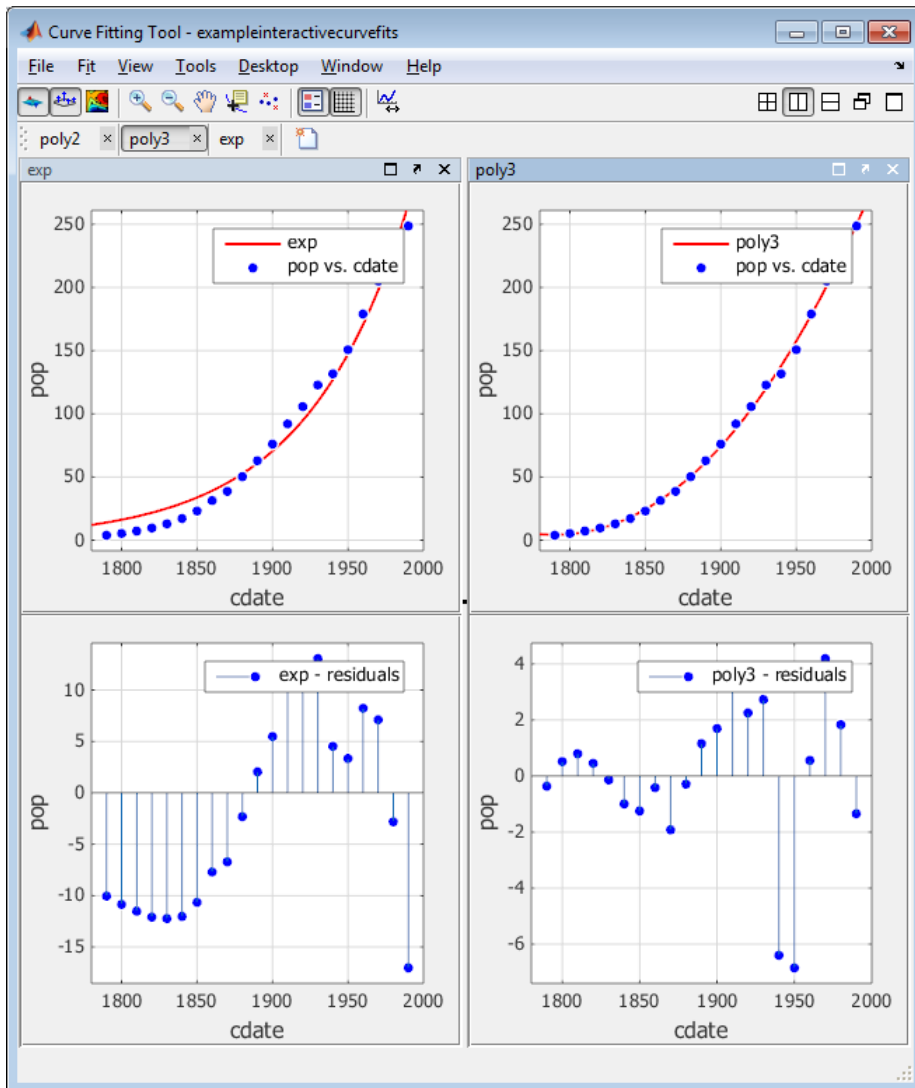 Curve Fitting Tool - exampleinteractivecurvefits
File Fit View Tools Desktop Window Help
poly2 poly3 exp
exp
250
200
150
100
50
0
pop
exp
pop vs. cdate
1800 1850 1900 1950 2000
cdate
10
5
0
-5
-10
-15
pop
exp - residuals
1800 1850 1900 1950 2000
cdate
poly3
250
200
150
100
50
0
pop
poly3
pop vs. cdate
1800 1850 1900 1950 2000
cdate
4
2
0
-2
-4
-6
pop
poly3 - residuals
1800 1850 1900 1950 2000
cdate